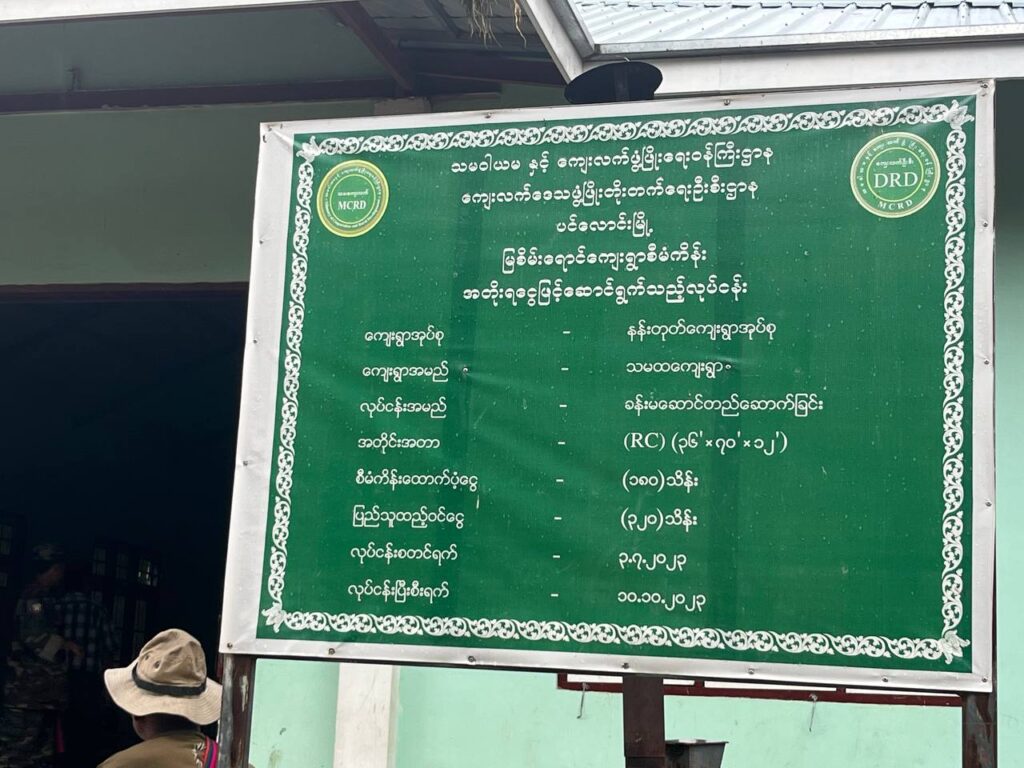 သမဝါယမ နှင့် ကျေးလက်ဖွံ့ဖြိုးရေးဝန်ကြီးဌာန
ကျေးလက်ဒေသဖွံ့ဖြိုးတိုးတက်ရေးဦးစီးဌာန
ပင်လောင်းမြို့
မြစိမ်းရောင်ကျေးရွာစီမံကိန်း
အတိုးရငွေဖြင့်ဆောင်ရွက်သည့်လုပ်ငန်း
MCRD
DRD
MCRD
ကျေးရွာအုပ်စု - နန်းတုတ်ကျေးရွာအုပ်စု
ကျေးရွာအမည် - သမထကျေးရွာ
လုပ်ငန်းအမည် - ခန်းမဆောင်တည်ဆောက်ခြင်း
အတိုင်းအတာ - (RC) (၃၆'×၇၀'×၁၂')
စီမံကိန်းထောက်ပံ့ငွေ - (၁၈၀)သိန်း
ပြည်သူထည့်ဝင်ငွေ - (၃၂၀)သိန်း
လုပ်ငန်းစတင်ရက် - ၃.၇.၂၀၂၃
လုပ်ငန်းပြီးစီးရက် - ၁၀.၁၀.၂၀၂၃